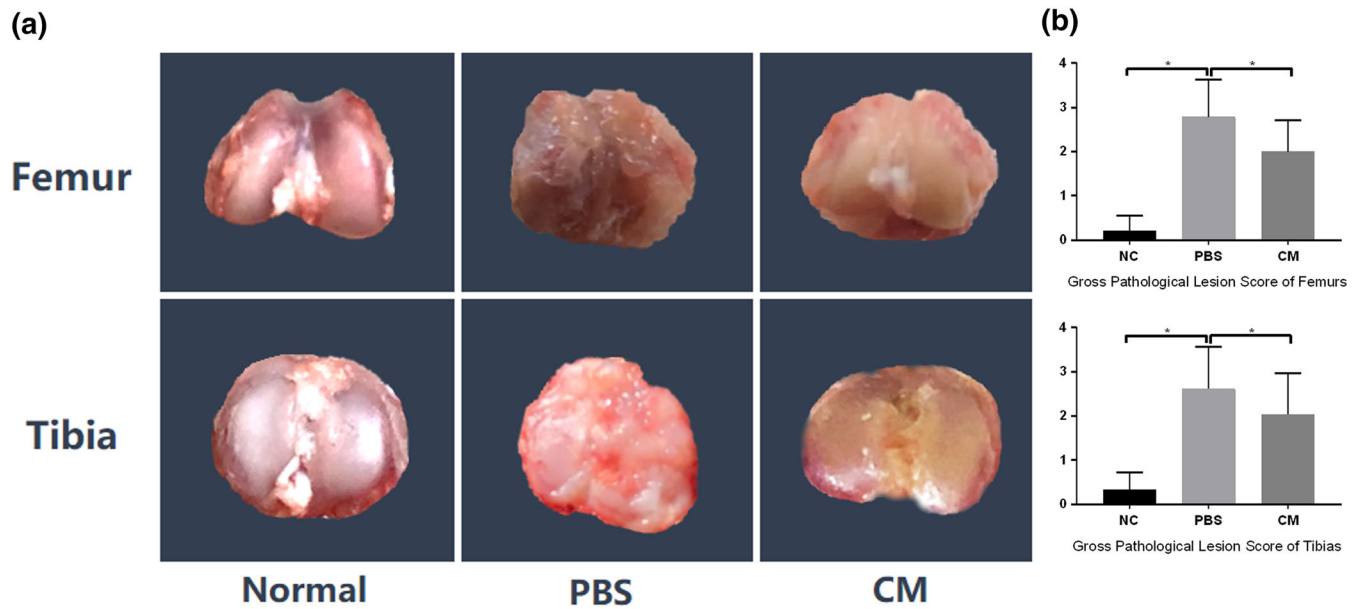 (a)
Femur
Tibia
Normal
PBS
CM
(b)
4
3
2
1
0
*
*
NC
PBS
CM
Gross Pathological Lesion Score of Femurs
4
3
2
1
0
*
*
NC
PBS
CM
Gross Pathological Lesion Score of Tibias